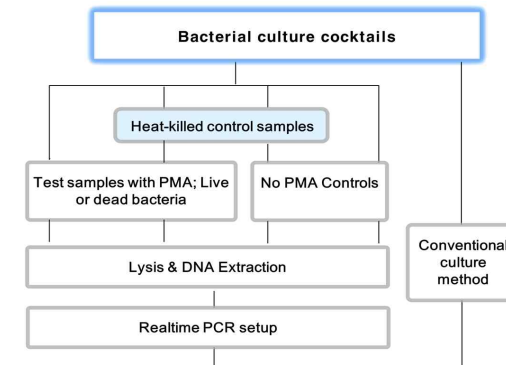 Bacterial culture cocktails
Heat-killed control samples
Test samples with PMA; Live
or dead bacteria
No PMA Controls
Lysis & DNA Extraction
Conventional
culture
method
Realtime PCR setup